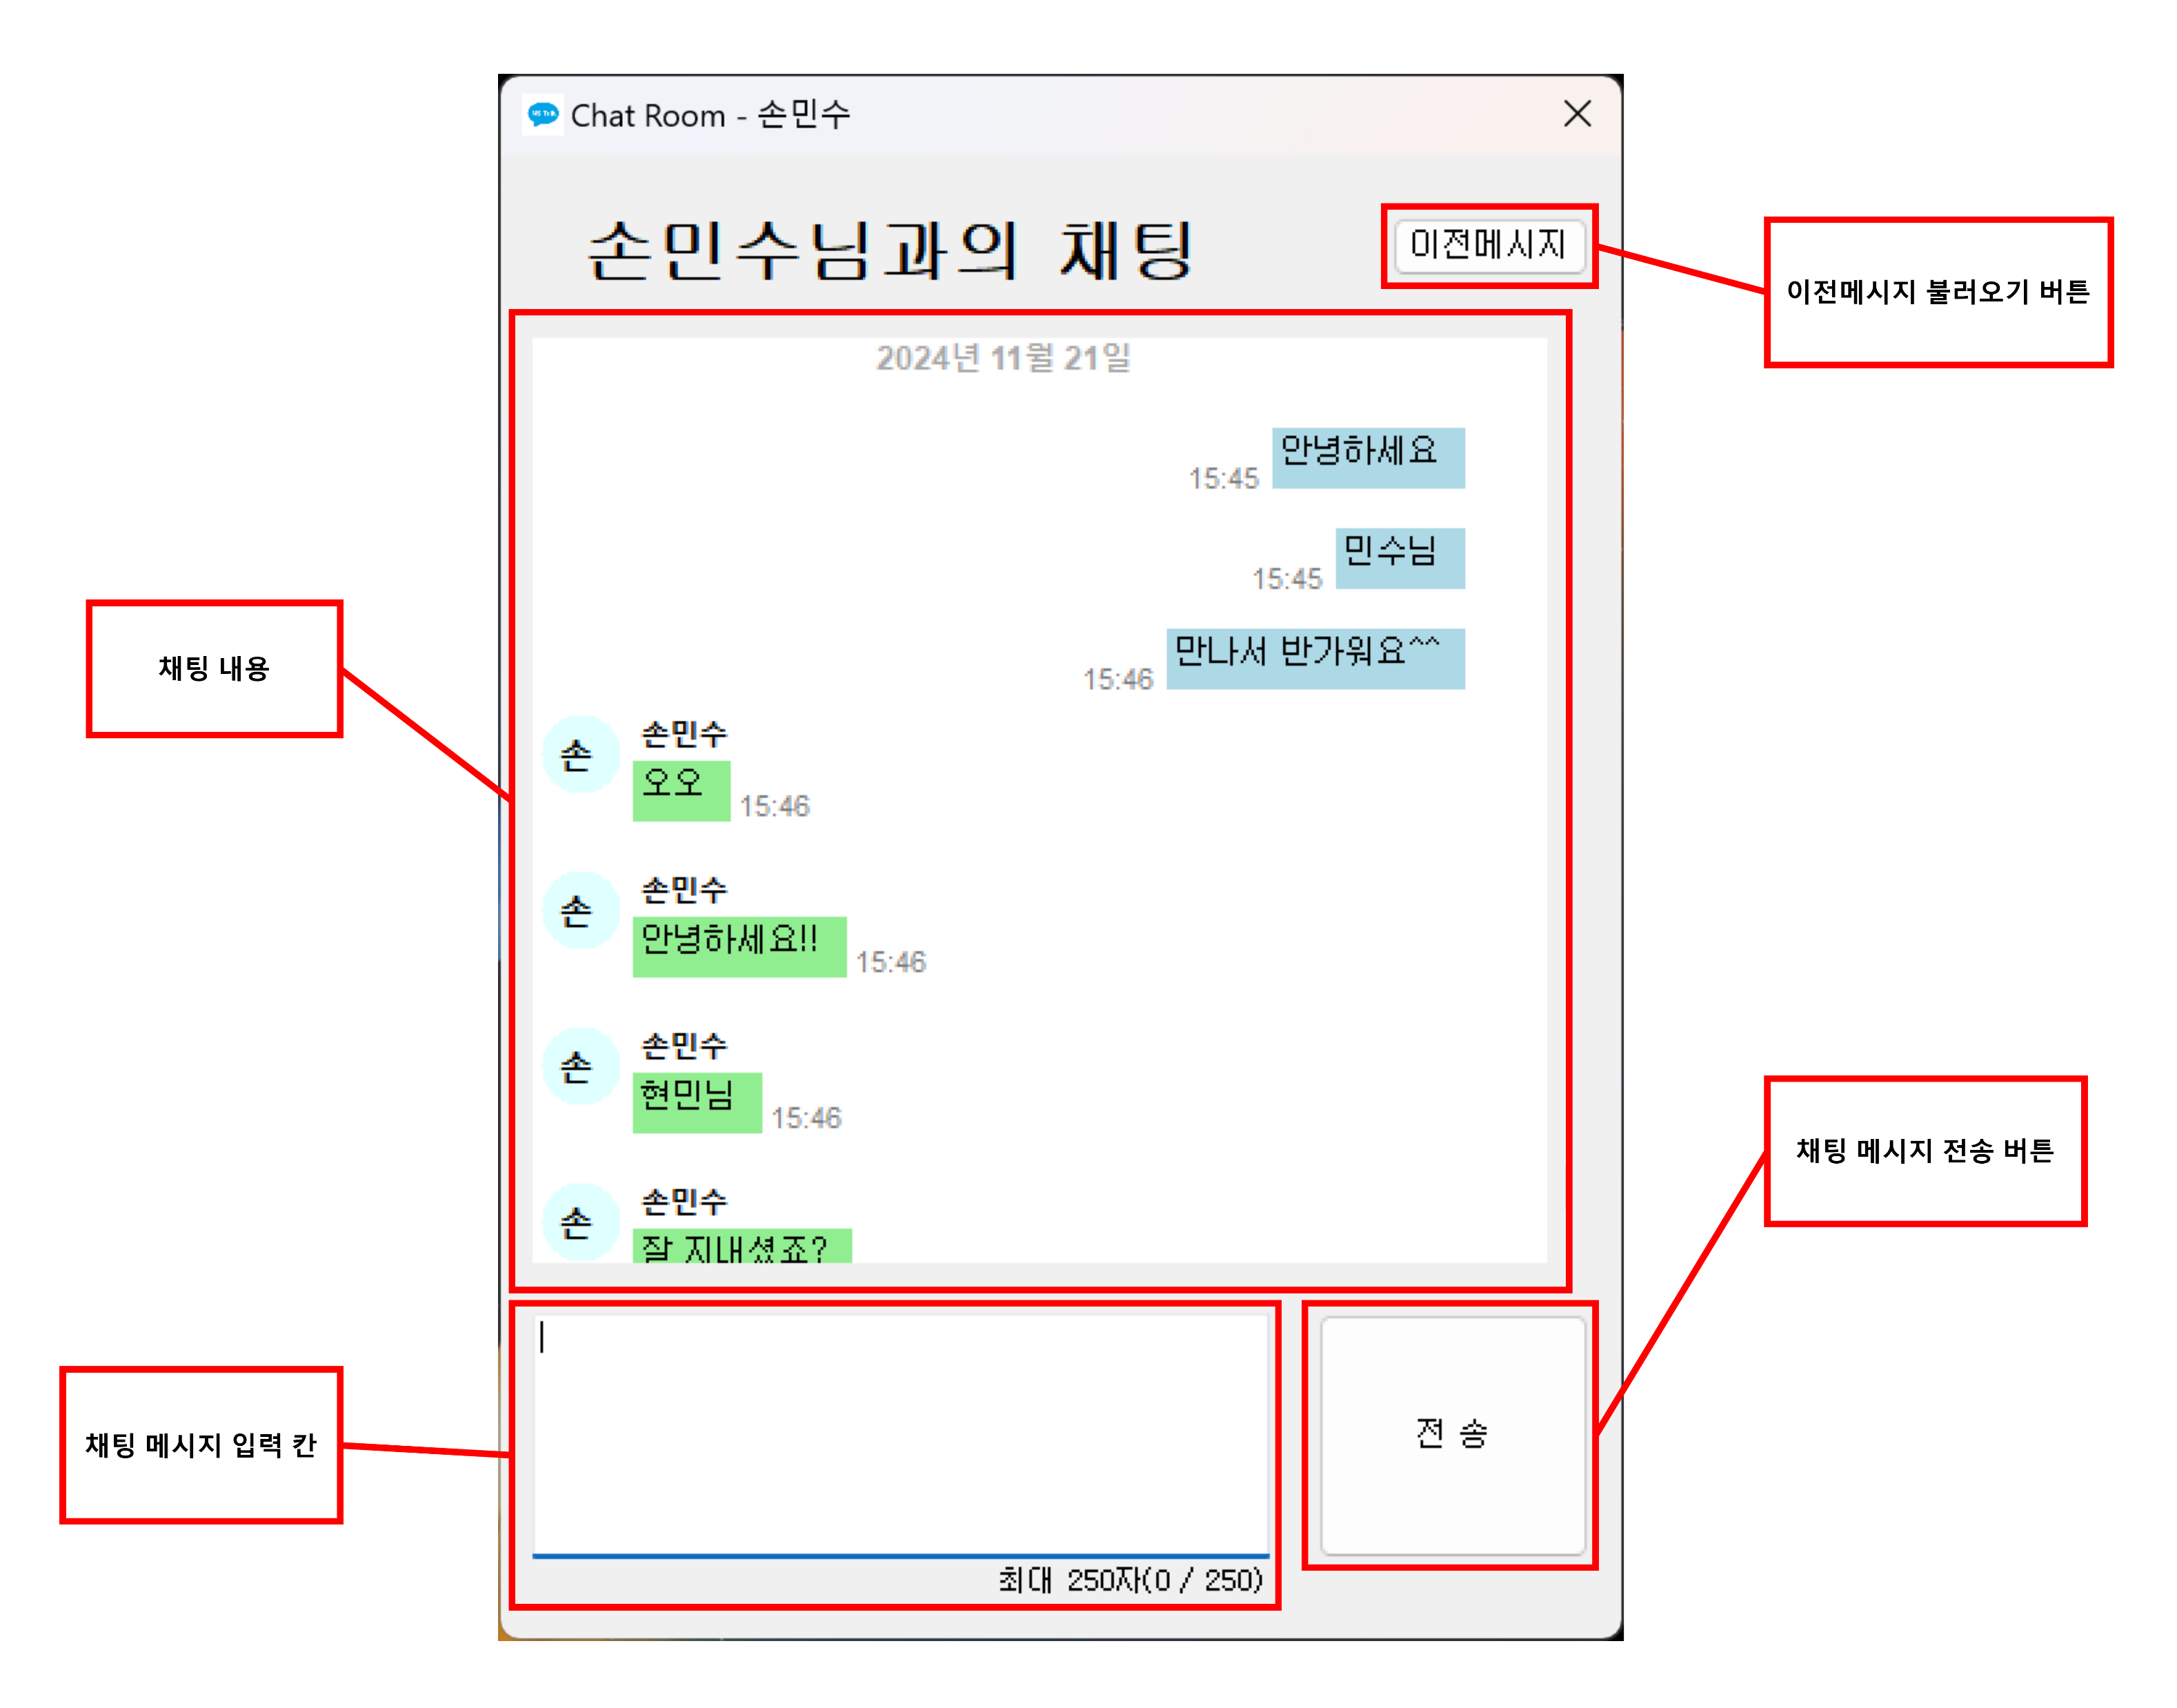 Chat Room - 손민수
손민수님과의 채팅
이전메시지
이전메시지 불러오기 버튼
2024년 11월 21일
안녕하세요
15:45
민수님
15:45
만나서 반가워요^^
15:46
채팅 내용
손
손민수
오오
15:46
손
손민수
안녕하세요!!
15:46
손
손민수
현민님
15:46
손
손민수
잘 지내셨죠?
채팅 메시지 전송 버튼
채팅 메시지 입력 칸
전 송
최대 250자(0 / 250)